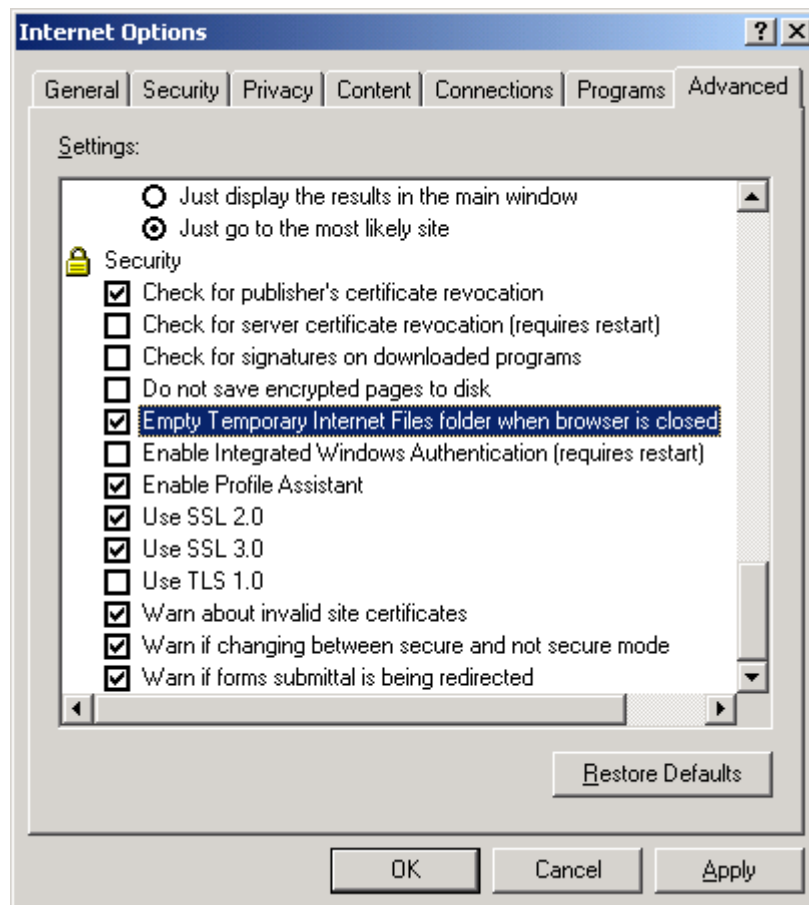 Internet Options
General Security Privacy Content Connections Programs Advanced
Settings:
Just display the results in the main window
Just go to the most likely site
Security
Check for publisher's certificate revocation
Check for server certificate revocation (requires restart)
Check for signatures on downloaded programs
Do not save encrypted pages to disk
Empty Temporary Internet Files folder when browser is closed
Enable Integrated Windows Authentication (requires restart)
Enable Profile Assistant
Use SSL 2.0
Use SSL 3.0
Use TLS 1.0
Warn about invalid site certificates
Warn if changing between secure and not secure mode
Warn if forms submittal is being redirected
Restore Defaults
OK Cancel Apply